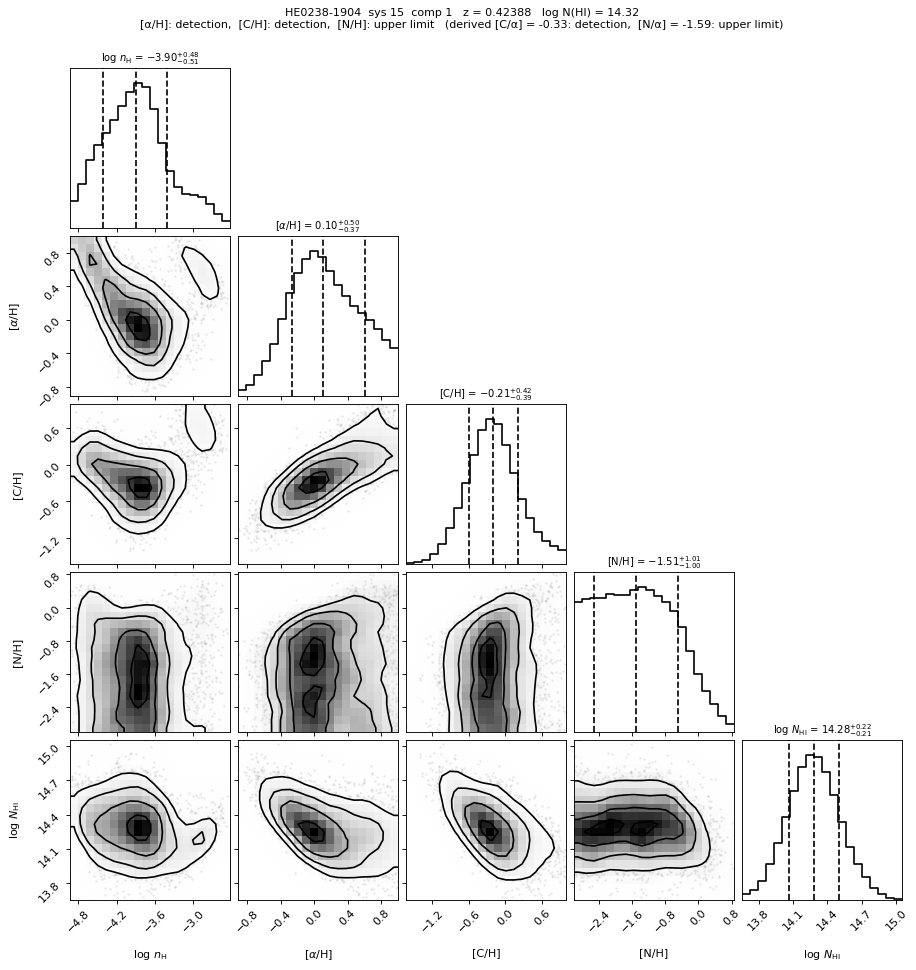 HE0238-1904  sys 15  comp 1   z = 0.42388   log N(HI) = 14.32
[α/H]: detection,  [C/H]: detection,  [N/H]: upper limit   (derived [C/α] = -0.33: detection,  [N/α] = -1.59: upper limit)
log n_H = −3.90 +0.48 −0.51
[α/H] = 0.10 +0.50 −0.37
0.8
0.4
0.0
−0.4
−0.8
[α/H]
[C/H] = −0.21 +0.42 −0.39
0.6
0.0
−0.6
−1.2
[C/H]
[N/H] = −1.51 +1.01 −1.00
0.8
0.0
−0.8
−1.6
−2.4
[N/H]
log N_HI = 14.28 +0.22 −0.21
15.0
14.7
14.4
14.1
13.8
log N_HI
−4.8 −4.2 −3.6 −3.0
−0.8 −0.4 0.0 0.4 0.8
−1.2 −0.6 0.0 0.6
−2.4 −1.6 −0.8 0.0 0.8
13.8 14.1 14.4 14.7 15.0
log n_H
[α/H]
[C/H]
[N/H]
log N_HI